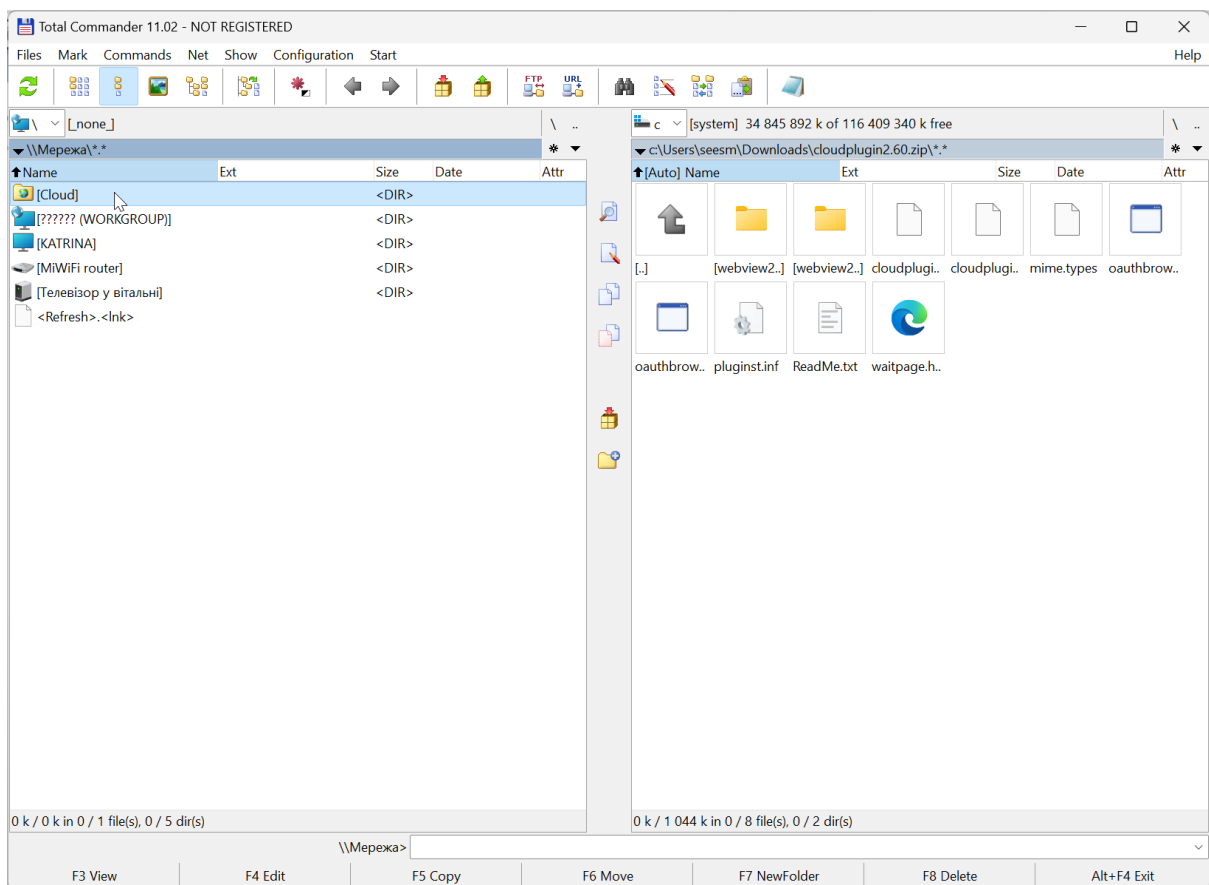 Total Commander 11.02 - NOT REGISTERED
Files Mark Commands Net Show Configuration Start Help
FTP URL
\ [_none_] \ ..
c [system] 34 845 892 k of 116 409 340 k free \ ..
\\Мережа\*.* *
c:\Users\seesm\Downloads\cloudplugin2.60.zip\*.* *
Name Ext Size Date Attr
[Auto] Name Ext Size Date Attr
[Cloud] <DIR>
[?????? (WORKGROUP)] <DIR>
[KATRINA] <DIR>
[MiWiFi router] <DIR>
[Телевізор у вітальні] <DIR>
<Refresh>.<lnk>
[..] [webview2..] [webview2..] cloudplugi.. cloudplugi.. mime.types oauthbrow..
oauthbrow.. pluginst.inf ReadMe.txt waitpage.h..
0 k / 0 k in 0 / 1 file(s), 0 / 5 dir(s)
0 k / 1 044 k in 0 / 8 file(s), 0 / 2 dir(s)
\\Мережа>
F3 View F4 Edit F5 Copy F6 Move F7 NewFolder F8 Delete Alt+F4 Exit